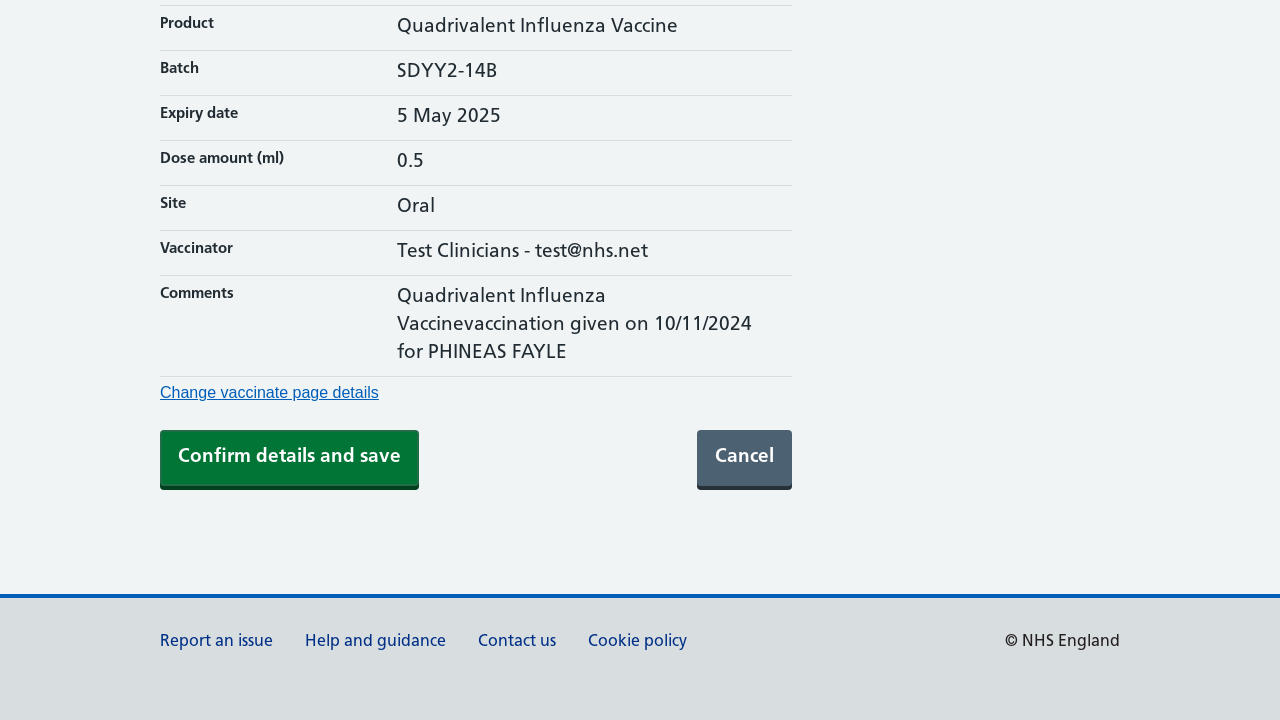 Product Quadrivalent Influenza Vaccine
Batch SDYY2-14B
Expiry date 5 May 2025
Dose amount (ml) 0.5
Site Oral
Vaccinator Test Clinicians - test@nhs.net
Comments Quadrivalent Influenza
Vaccinevaccination given on 10/11/2024
for PHINEAS FAYLE
Change vaccinate page details
Confirm details and save Cancel
Report an issue Help and guidance Contact us Cookie policy © NHS England